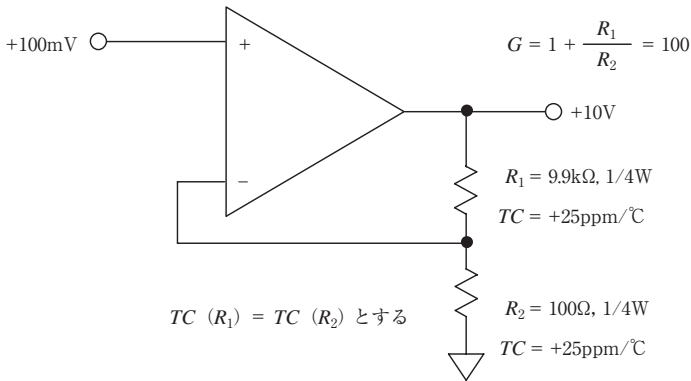 +100mV
+
−
G = 1 + R₁/R₂ = 100
+10V
R₁ = 9.9kΩ, 1/4W
TC = +25ppm/℃
TC (R₁) = TC (R₂) とする
R₂ = 100Ω, 1/4W
TC = +25ppm/℃